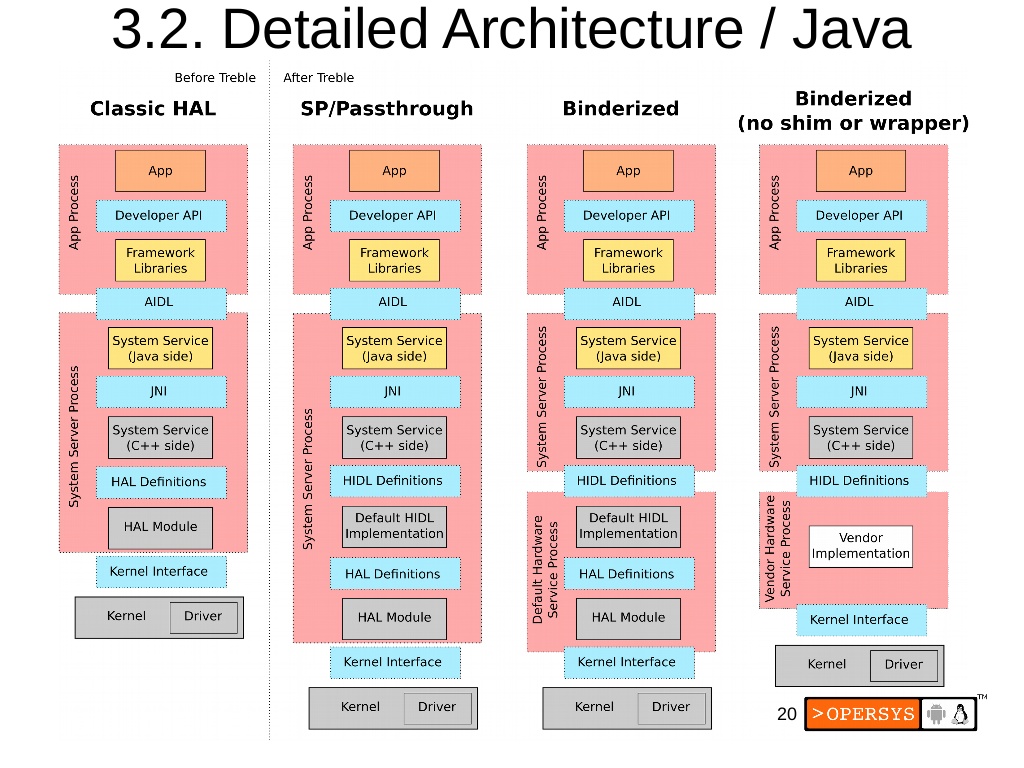 3.2. Detailed Architecture / Java
Before Treble
After Treble
Classic HAL
App Process
App
Developer API
Framework
Libraries
AIDL
System Server Process
System Service
(Java side)
JNI
System Service
(C++ side)
HAL Definitions
HAL Module
Kernel Interface
Kernel
Driver
SP/Passthrough
App Process
App
Developer API
Framework
Libraries
AIDL
System Server Process
System Service
(Java side)
JNI
System Service
(C++ side)
HIDL Definitions
Default HIDL
Implementation
HAL Definitions
HAL Module
Kernel Interface
Kernel
Driver
Binderized
App Process
App
Developer API
Framework
Libraries
AIDL
System Server Process
System Service
(Java side)
JNI
System Service
(C++ side)
HIDL Definitions
Default Hardware
Service Process
Default HIDL
Implementation
HAL Definitions
HAL Module
Kernel Interface
Kernel
Driver
Binderized
(no shim or wrapper)
App Process
App
Developer API
Framework
Libraries
AIDL
System Server Process
System Service
(Java side)
JNI
System Service
(C++ side)
HIDL Definitions
Vendor Hardware
Service Process
Vendor
Implementation
Kernel Interface
Kernel
Driver
20
>OPERSYS
™